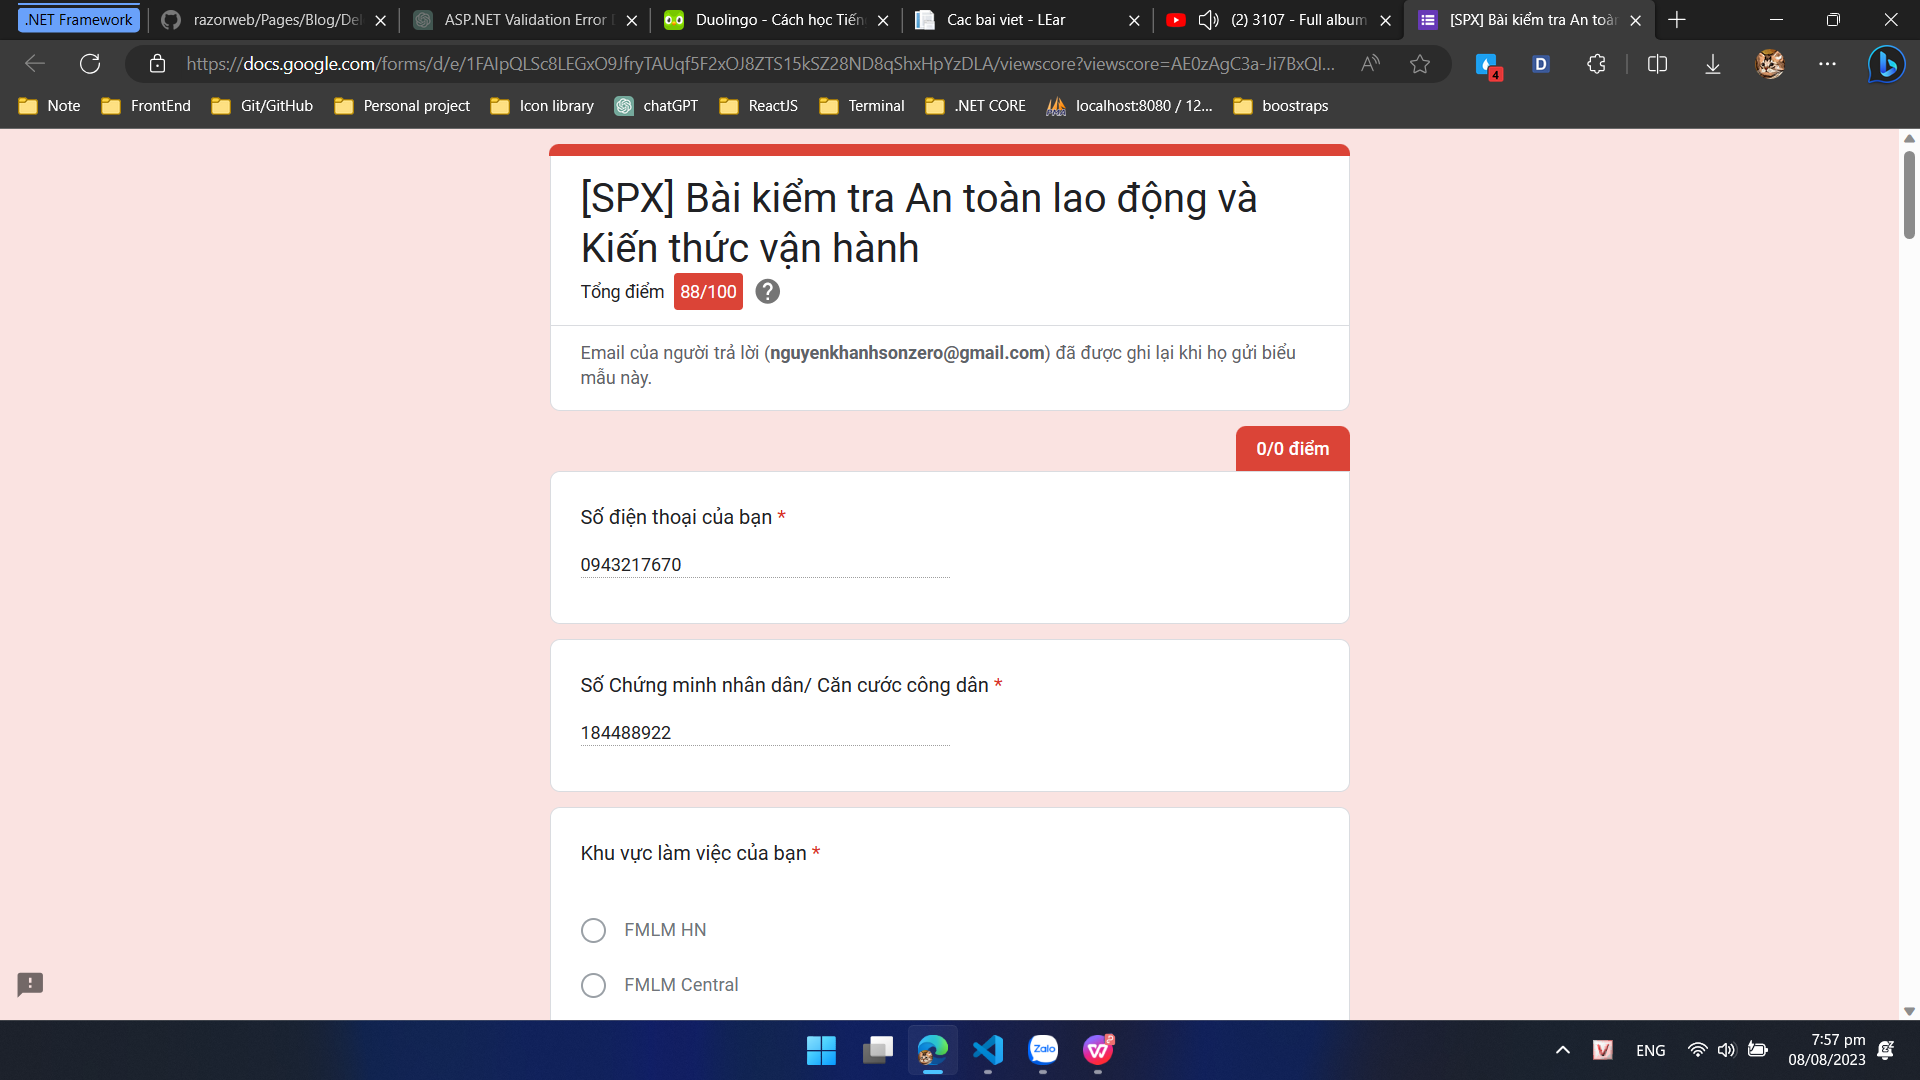 .NET Framework
razorweb/Pages/Blog/Del
ASP.NET Validation Error
Duolingo - Cách học Tiến
Cac bai viet - LEar
(2) 3107 - Full album
[SPX] Bài kiểm tra An toàn
https://docs.google.com/forms/d/e/1FAIpQLSc8LEGxO9JfryTAUqf5F2xOJ8ZTS15kSZ28ND8qShxHpYzDLA/viewscore?viewscore=AE0zAgC3a-Ji7BxQI...
4
D
Note
FrontEnd
Git/GitHub
Personal project
Icon library
chatGPT
ReactJS
Terminal
.NET CORE
localhost:8080 / 12...
boostraps
[SPX] Bài kiểm tra An toàn lao động và
Kiến thức vận hành
Tổng điểm 88/100
Email của người trả lời (nguyenkhanhsonzero@gmail.com) đã được ghi lại khi họ gửi biểu
mẫu này.
0/0 điểm
Số điện thoại của bạn *
0943217670
Số Chứng minh nhân dân/ Căn cước công dân *
184488922
Khu vực làm việc của bạn *
FMLM HN
FMLM Central
Zalo
V
ENG
7:57 pm
08/08/2023